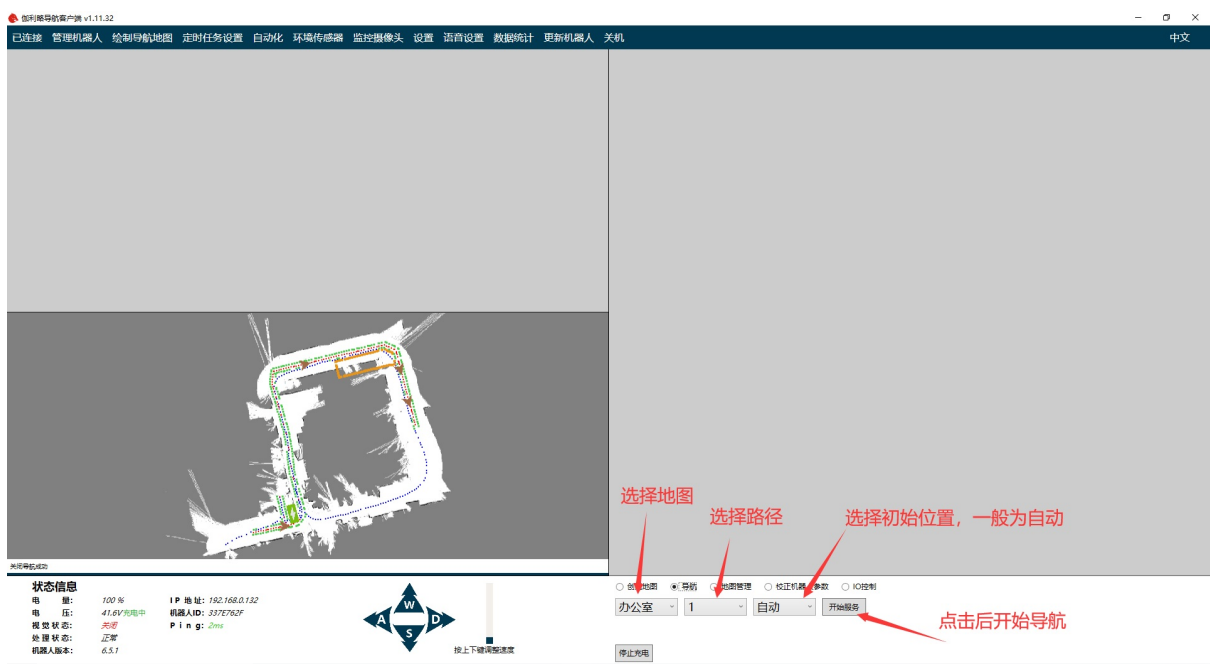 伽利略导航客户端 v1.11.32
已连接 管理机器人 绘制导航地图 定时任务设置 自动化 环境传感器 监控摄像头 设置 语音设置 数据统计 更新机器人 关机 中文
选择地图
选择路径
选择初始位置，一般为自动
关闭导航成功
创建地图 导航 地图管理 校正机器人参数 IO控制
办公室 1 自动 开始服务
点击后开始导航
停止充电
状态信息
电 量: 100 % IP 地址: 192.168.0.132
电 压: 41.6V充电中 机器人ID: 337E762F
视觉状态: 关闭 Ping: 2ms
处理状态: 正常
机器人版本: 6.5.1
W
A D
S
按上下键调整速度